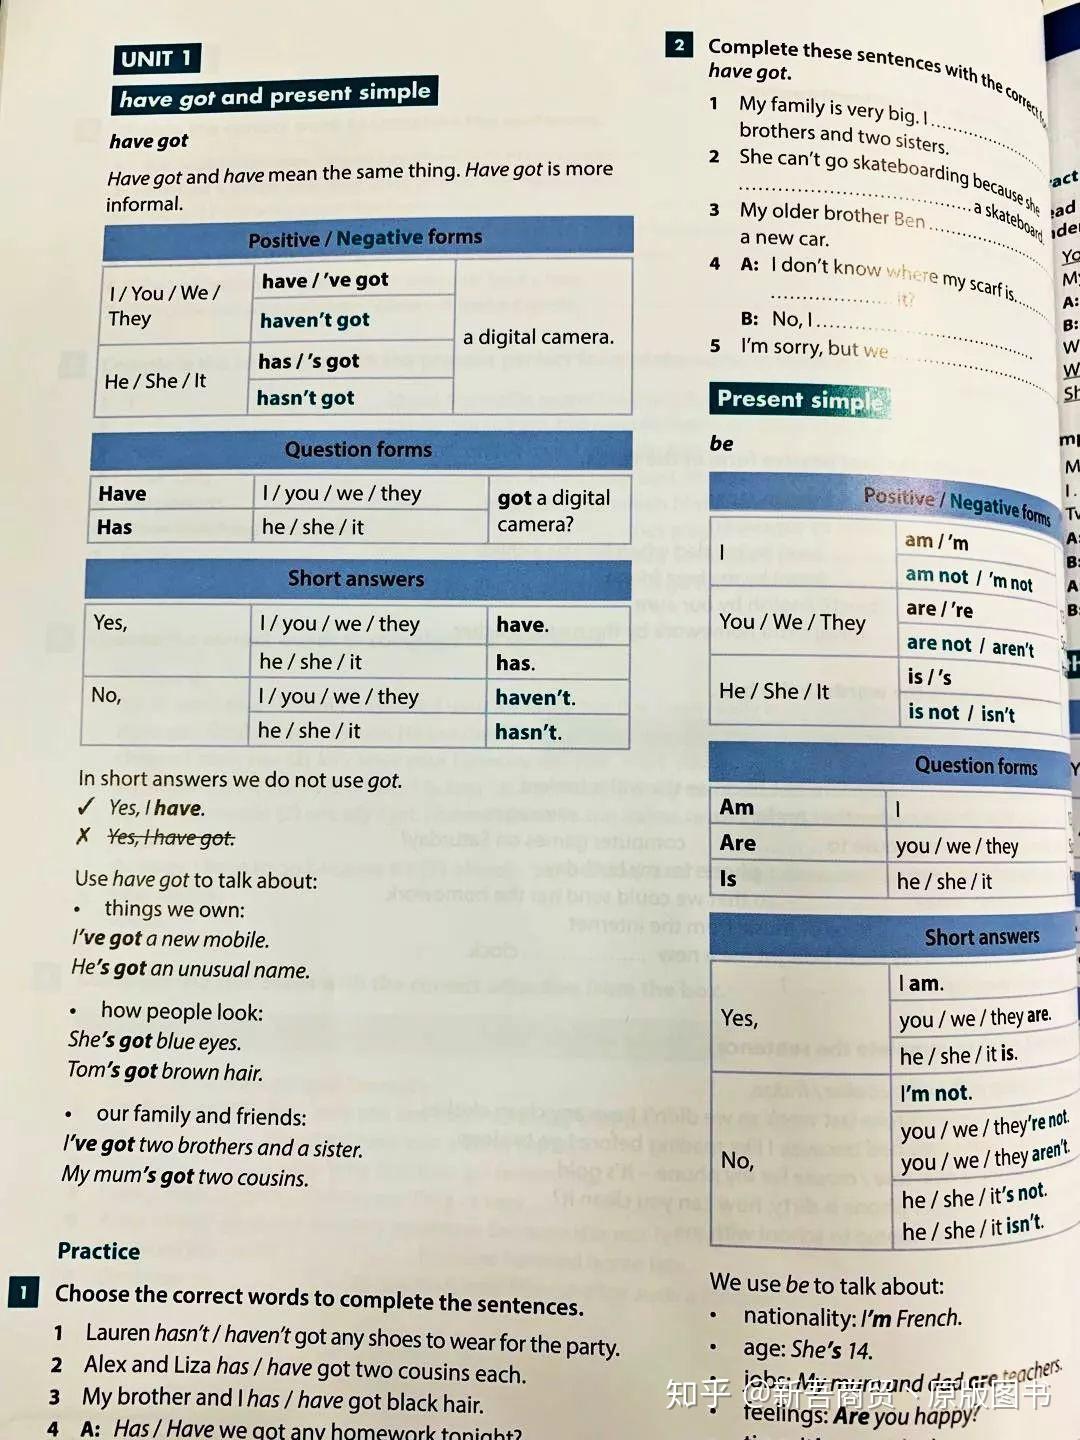 UNIT 1
have got and present simple
have got
Have got and have mean the same thing. Have got is more
informal.
Positive / Negative forms
I / You / We /
They
have / 've got
haven't got
a digital camera.
He / She / It
has / 's got
hasn't got
Question forms
Have
I / you / we / they
got a digital
camera?
Has
he / she / it
Short answers
Yes,
I / you / we / they
have.
he / she / it
has.
No,
I / you / we / they
haven't.
he / she / it
hasn't.
In short answers we do not use got.
✓ Yes, I have.
✗ Yes, I have got.
Use have got to talk about:
• things we own:
I've got a new mobile.
He's got an unusual name.
• how people look:
She's got blue eyes.
Tom's got brown hair.
• our family and friends:
I've got two brothers and a sister.
My mum's got two cousins.
Practice
1 Choose the correct words to complete the sentences.
1 Lauren hasn't / haven't got any shoes to wear for the party.
2 Alex and Liza has / have got two cousins each.
3 My brother and I has / have got black hair.
4 A: Has / Have we got any homework tonight?
2 Complete these sentences with the correct
have got.
1 My family is very big. I ..............................
brothers and two sisters.
2 She can't go skateboarding because she
.............................. a skateboard.
3 My older brother Ben ..............................
a new car.
4 A: I don't know where my scarf is. ......
.................... it?
B: No, I ..............................
5 I'm sorry, but we ..............................
Present simple
be
Positive / Negative forms
I
am / 'm
am not / 'm not
You / We / They
are / 're
are not / aren't
He / She / It
is / 's
is not / isn't
Question forms
Am
I
Are
you / we / they
Is
he / she / it
Short answers
Yes,
I am.
you / we / they are.
he / she / it is.
No,
I'm not.
you / we / they're not.
you / we / they aren't.
he / she / it's not.
he / she / it isn't.
We use be to talk about:
• nationality: I'm French.
• age: She's 14.
• jobs: My mum and dad are teachers.
• feelings: Are you happy?
知乎 @新吾商贸丶原版图书